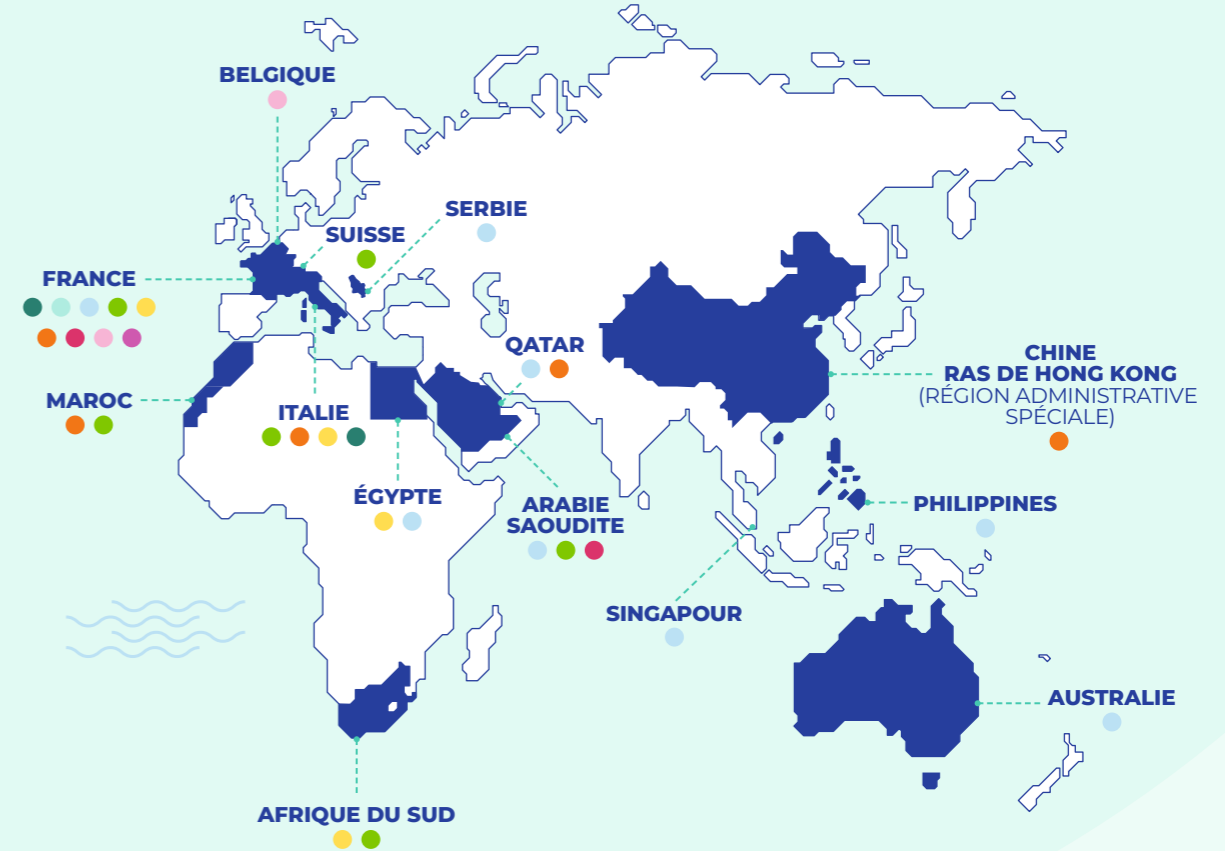 BELGIQUE
SERBIE
SUISSE
FRANCE
QATAR
CHINE
RAS DE HONG KONG
(RÉGION ADMINISTRATIVE
SPÉCIALE)
MAROC
ITALIE
ÉGYPTE
ARABIE
SAOUDITE
PHILIPPINES
SINGAPOUR
AUSTRALIE
AFRIQUE DU SUD